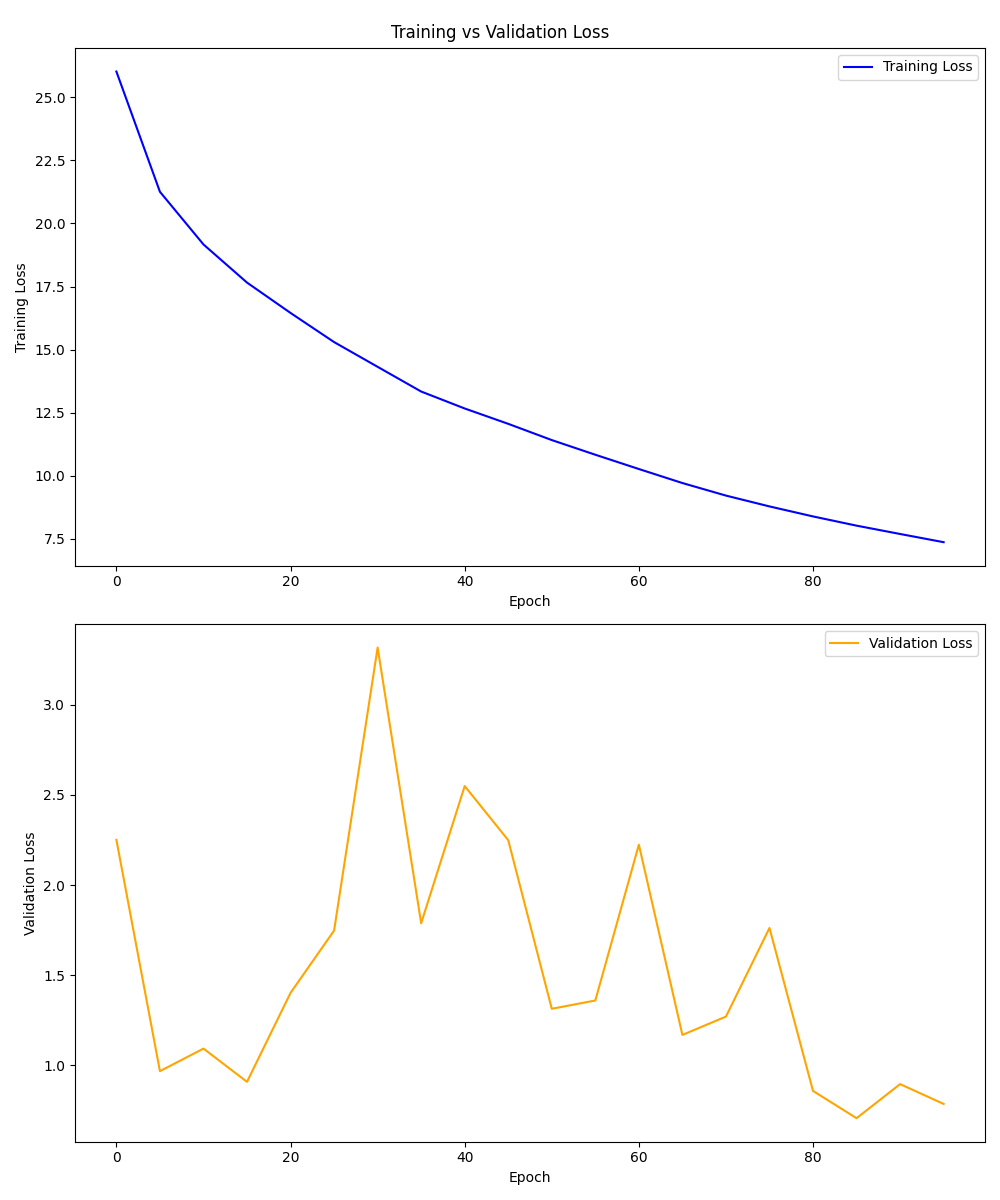 Training vs Validation Loss
Training Loss
25.0
22.5
20.0
17.5
15.0
12.5
10.0
7.5
Training Loss
0 20 40 60 80
Epoch
Validation Loss
3.0
2.5
2.0
1.5
1.0
Validation Loss
0 20 40 60 80
Epoch